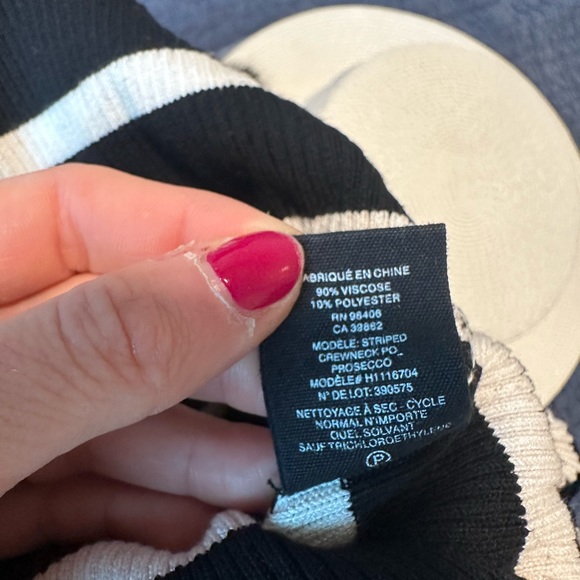 ABRIQUÉ EN CHINE
90% VISCOSE
10% POLYESTER
RN 96406
CA 39862
MODÈLE: STRIPED
CREWNECK PO_
PROSECCO
MODÈLE# H1116704
N° DE LOT: 390575
NETTOYAGE À SEC - CYCLE
NORMAL N'IMPORTE
QUEL SOLVANT
SAUF TRICHLOROETHYLENE
P